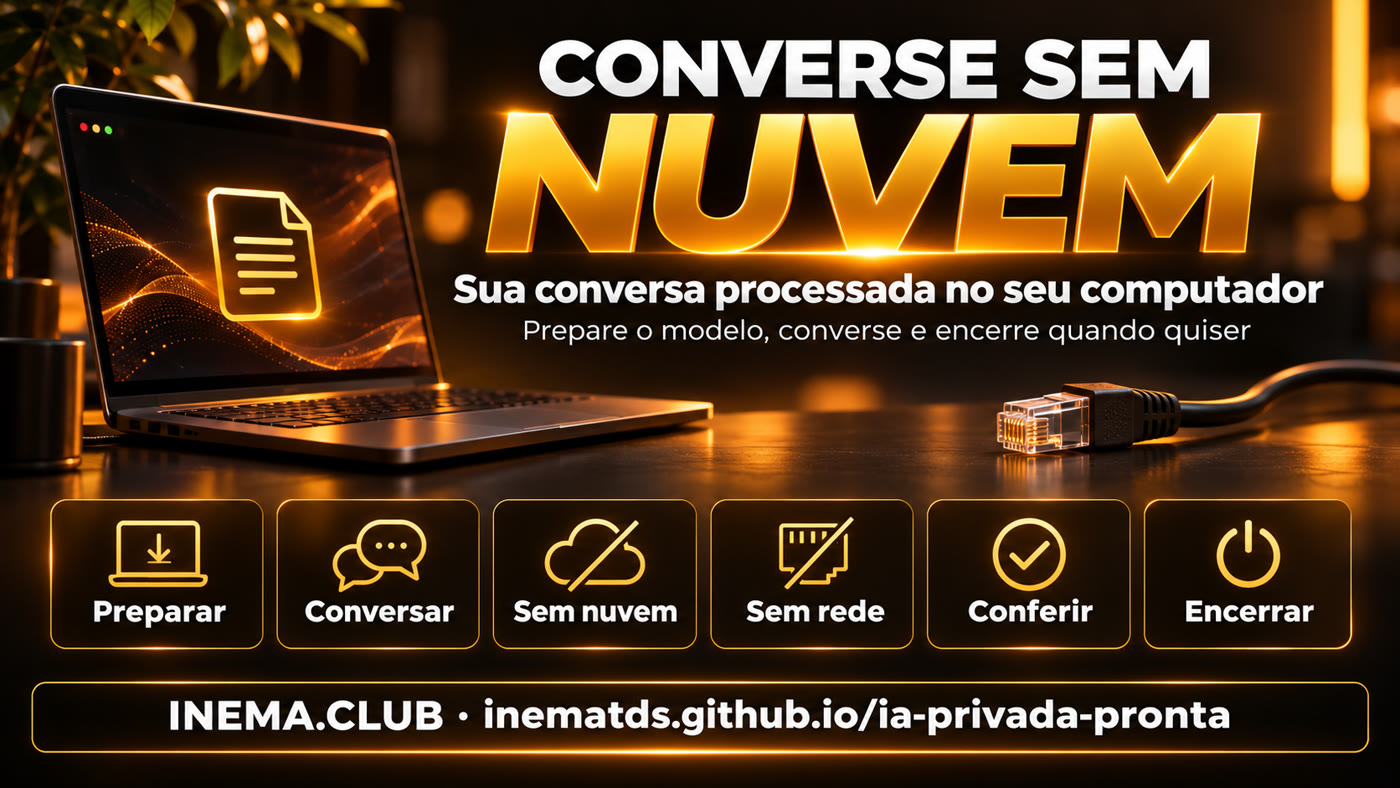 CONVERSE SEM
NUVEM
Sua conversa processada no seu computador
Prepare o modelo, converse e encerre quando quiser
Preparar
Conversar
Sem nuvem
Sem rede
Conferir
Encerrar
INEMA.CLUB · inematds.github.io/ia-privada-pronta